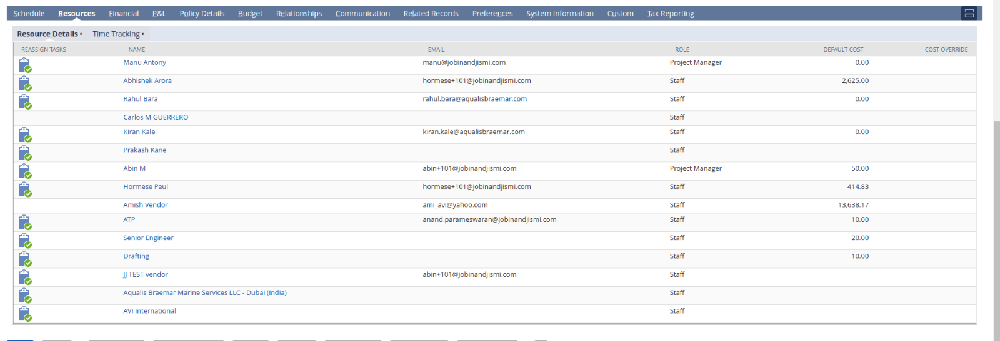 Schedule Resources Financial P&L Policy Details Budget Relationships Communication Related Records Preferences System Information Custom Tax Reporting
Resource Details • Time Tracking •
REASSIGN TASKS NAME EMAIL ROLE DEFAULT COST COST OVERRIDE
Manu Antony manu@jobinandjismi.com Project Manager 0.00
Abhishek Arora hormese+101@jobinandjismi.com Staff 2,625.00
Rahul Bara rahul.bara@aqualisbraemar.com Staff 0.00
Carlos M GUERRERO Staff
Kiran Kale kiran.kale@aqualisbraemar.com Staff 0.00
Prakash Kane Staff
Abin M abin+101@jobinandjismi.com Project Manager 50.00
Hormese Paul hormese+101@jobinandjismi.com Staff 414.83
Amish Vendor ami_avi@yahoo.com Staff 13,638.17
ATP anand.parameswaran@jobinandjismi.com Staff 10.00
Senior Engineer Staff 20.00
Drafting Staff 10.00
JJ TEST vendor abin+101@jobinandjismi.com Staff
Aqualis Braemar Marine Services LLC - Dubai (India) Staff
AVI International Staff